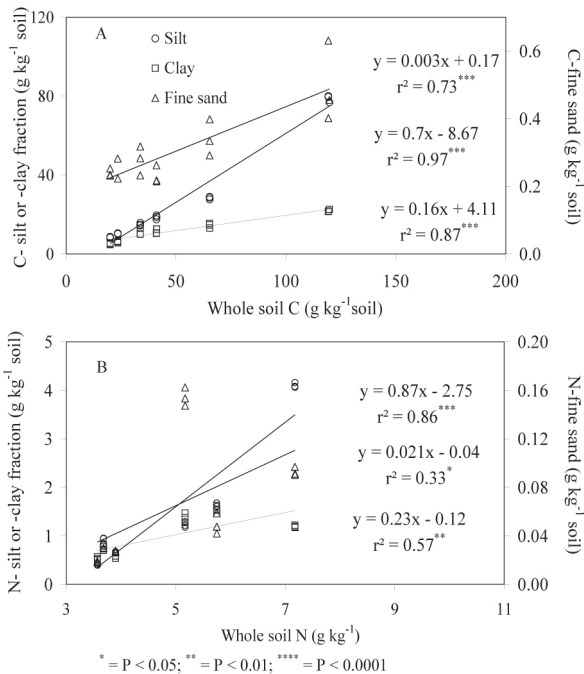 A
Silt
Clay
Fine sand
y = 0.003x + 0.17
r² = 0.73***
y = 0.7x - 8.67
r² = 0.97***
y = 0.16x + 4.11
r² = 0.87***
C- silt or -clay fraction (g kg⁻¹ soil)
120
80
40
0
C-fine sand (g kg⁻¹ soil)
0.6
0.4
0.2
0.0
0
50
100
150
200
Whole soil C (g kg⁻¹soil)
B
y = 0.87x - 2.75
r² = 0.86***
y = 0.021x - 0.04
r² = 0.33*
y = 0.23x - 0.12
r² = 0.57**
N- silt or -clay fraction (g kg⁻¹ soil)
5
4
3
2
1
0
N-fine sand (g kg⁻¹ soil)
0.20
0.16
0.12
0.08
0.04
0.00
3
5
7
9
11
Whole soil N (g kg⁻¹)
* = P < 0.05; ** = P < 0.01; **** = P < 0.0001